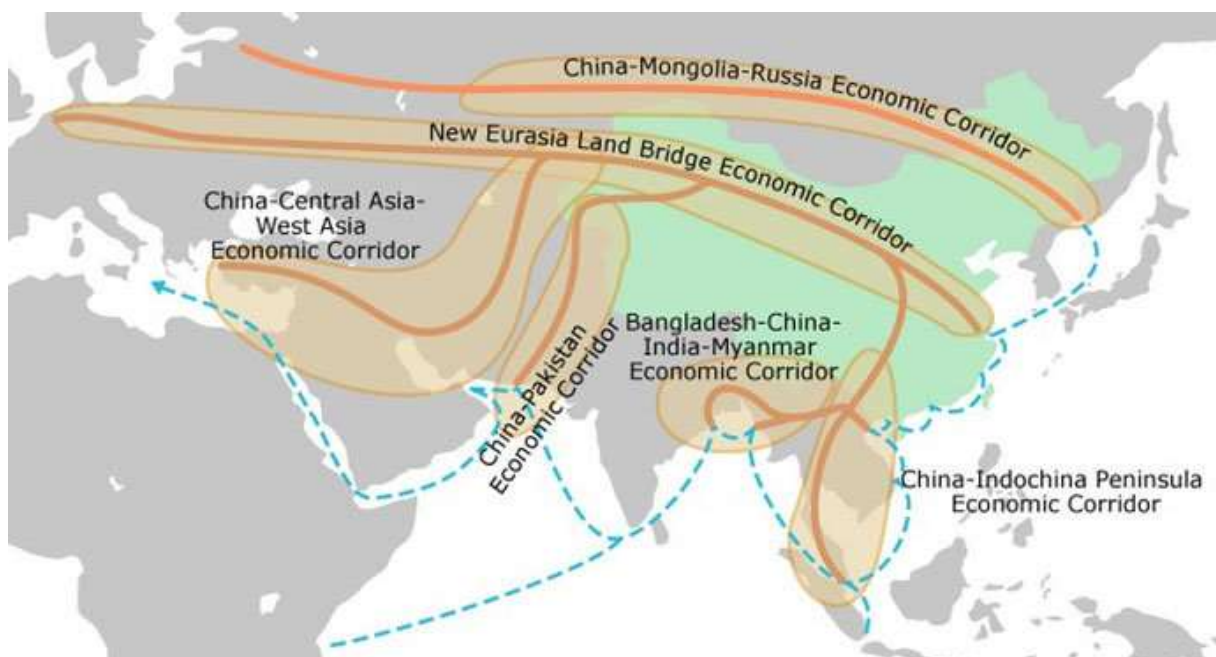 China-Mongolia-Russia Economic Corridor
New Eurasia Land Bridge Economic Corridor
China-Central Asia-
West Asia
Economic Corridor
China-Pakistan
Economic Corridor
Bangladesh-China-
India-Myanmar
Economic Corridor
China-Indochina Peninsula
Economic Corridor